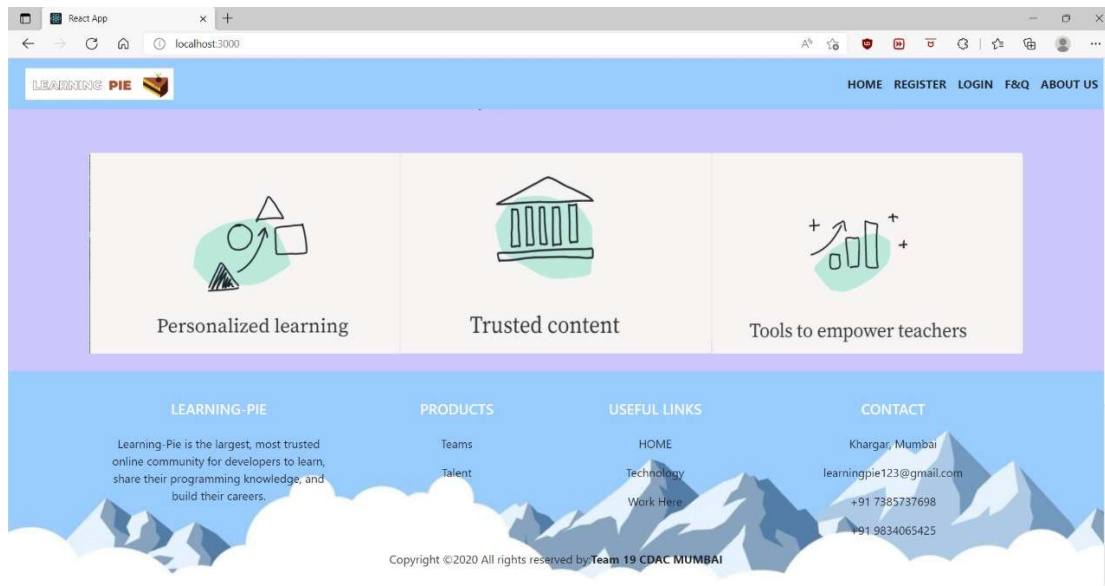 React App
localhost:3000
LEARNING PIE
HOME REGISTER LOGIN F&Q ABOUT US
Personalized learning
Trusted content
Tools to empower teachers
LEARNING-PIE
Learning-Pie is the largest, most trusted
online community for developers to learn,
share their programming knowledge, and
build their careers.
PRODUCTS
Teams
Talent
USEFUL LINKS
HOME
Technology
Work Here
CONTACT
Khargar, Mumbai
learningpie123@gmail.com
+91 7385737698
+91 9834065425
Copyright ©2020 All rights reserved by:Team 19 CDAC MUMBAI